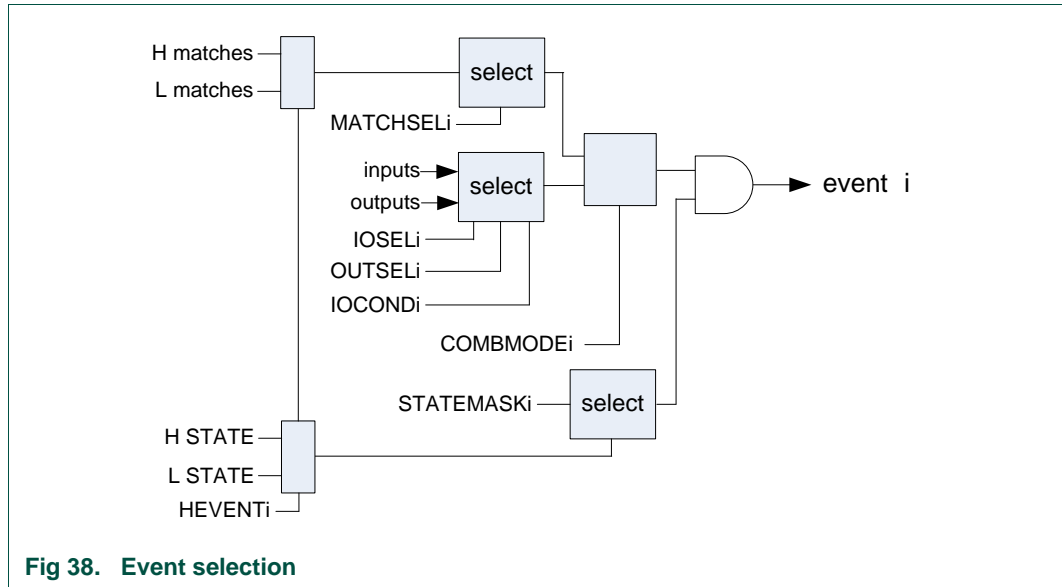 H matches
L matches
select
MATCHSELi
inputs
outputs
select
IOSELi
OUTSELi
IOCONDi
event i
COMBMODEi
STATEMASKi
select
H STATE
L STATE
HEVENTi
Fig 38. Event selection